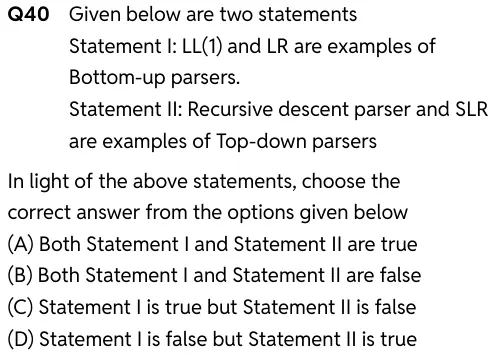 Q40 Given below are two statements
Statement I: LL(1) and LR are examples of
Bottom-up parsers.
Statement II: Recursive descent parser and SLR
are examples of Top-down parsers
In light of the above statements, choose the
correct answer from the options given below
(A) Both Statement I and Statement II are true
(B) Both Statement I and Statement II are false
(C) Statement I is true but Statement II is false
(D) Statement I is false but Statement II is true